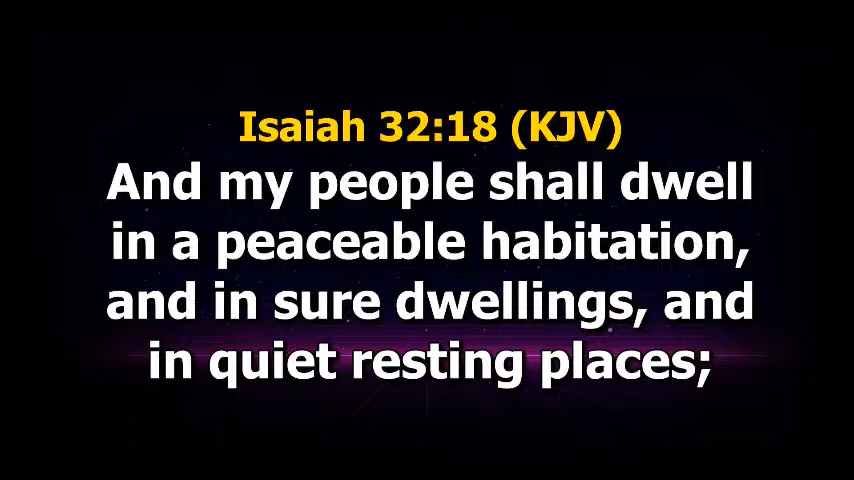 Isaiah 32:18 (KJV)
And my people shall dwell
in a peaceable habitation,
and in sure dwellings, and
in quiet resting places;